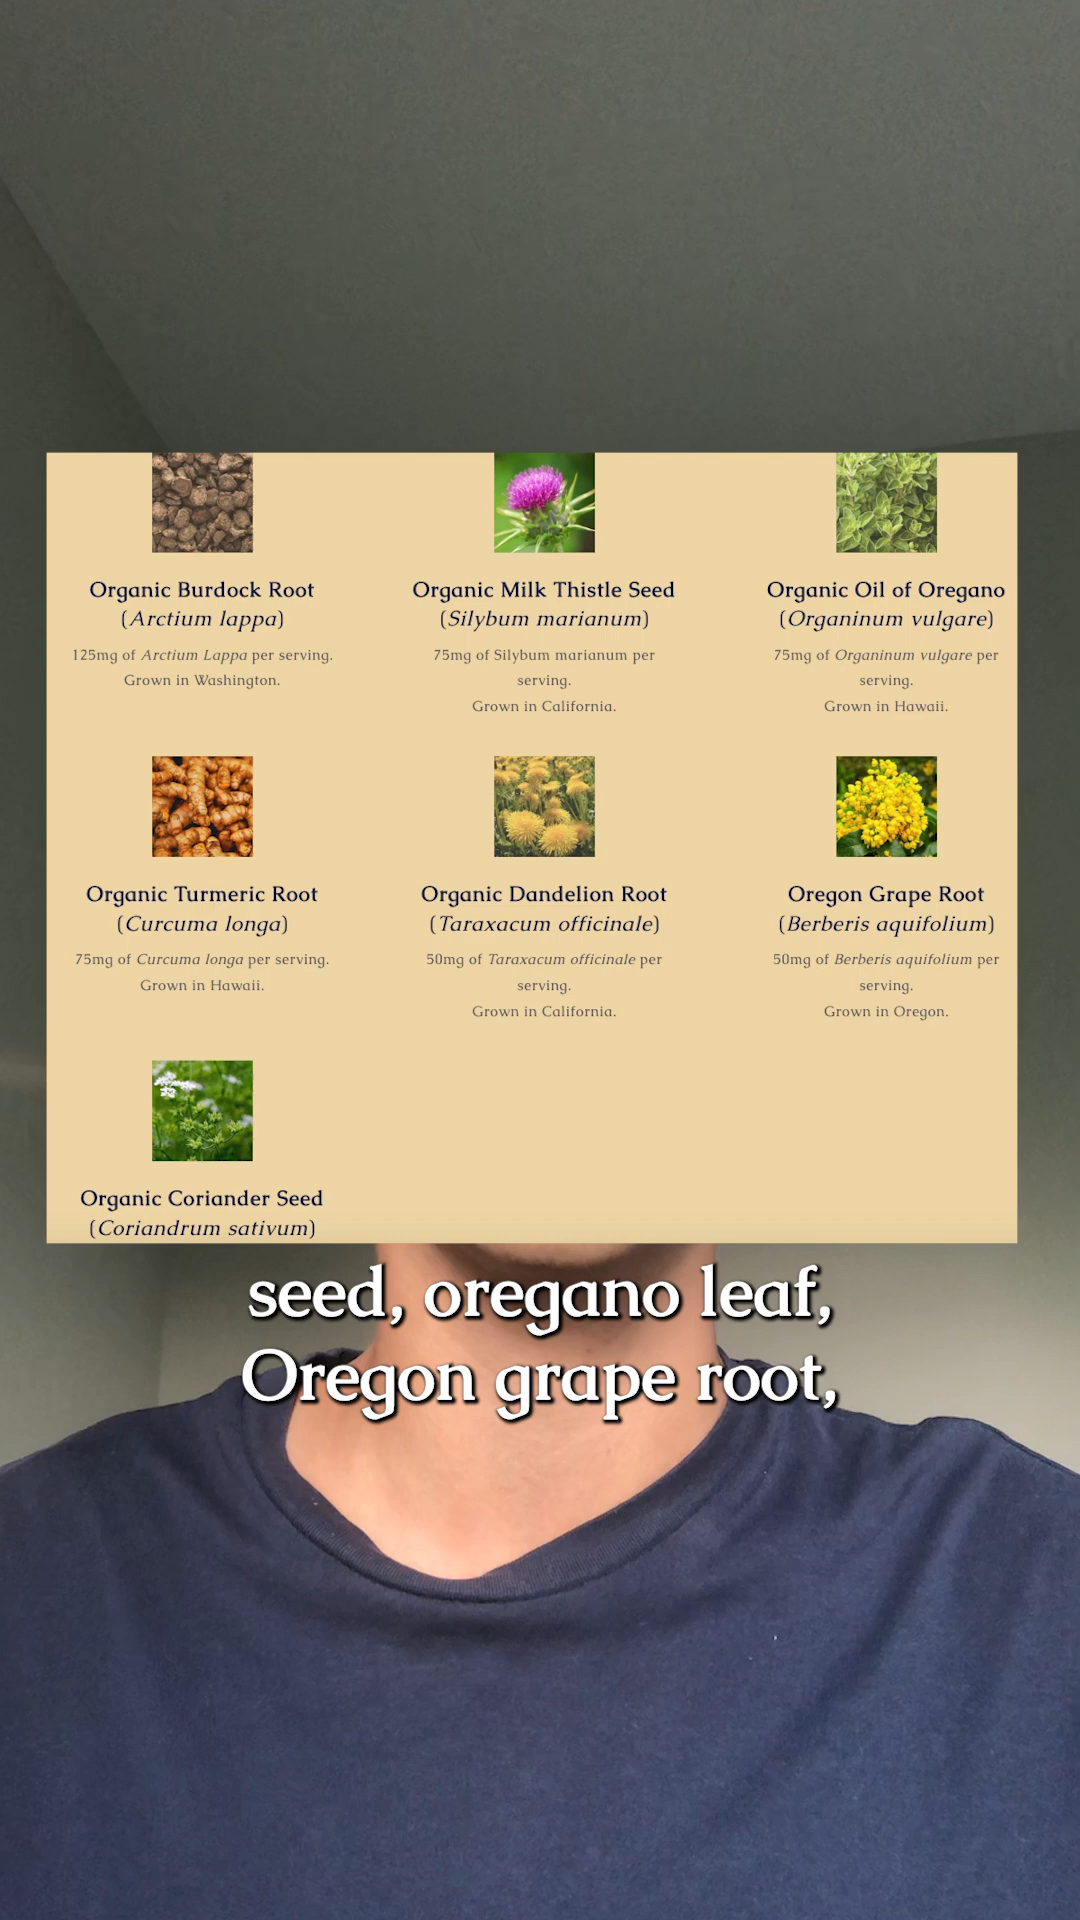 Organic Burdock Root
(Arctium lappa)
125mg of Arctium Lappa per serving.
Grown in Washington.
Organic Milk Thistle Seed
(Silybum marianum)
75mg of Silybum marianum per
serving.
Grown in California.
Organic Oil of Oregano
(Organinum vulgare)
75mg of Organinum vulgare per
serving.
Grown in Hawaii.
Organic Turmeric Root
(Curcuma longa)
75mg of Curcuma longa per serving.
Grown in Hawaii.
Organic Dandelion Root
(Taraxacum officinale)
50mg of Taraxacum officinale per
serving.
Grown in California.
Oregon Grape Root
(Berberis aquifolium)
50mg of Berberis aquifolium per
serving.
Grown in Oregon.
Organic Coriander Seed
(Coriandrum sativum)
seed, oregano leaf,
Oregon grape root,